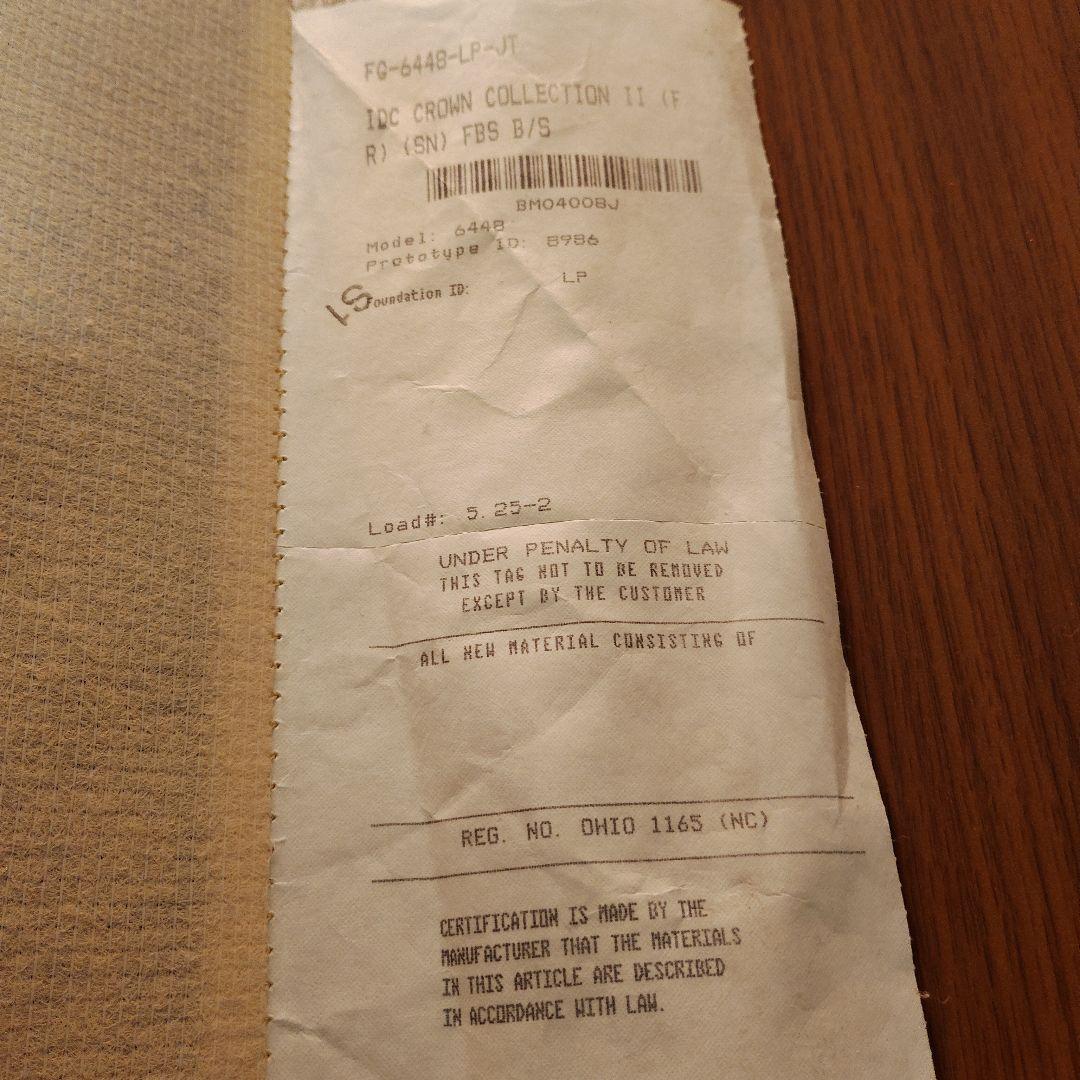 FG-6448-LP-JT
IDC CROWN COLLECTION II (F
R) (SN) FBS B/S
BM04008J
Model: 6448
Prototype ID: 8986
Foundation ID: LP
Load#: 5.25-2
UNDER PENALTY OF LAW
THIS TAG NOT TO BE REMOVED
EXCEPT BY THE CUSTOMER
ALL NEW MATERIAL CONSISTING OF
REG. NO. OHIO 1165 (NC)
CERTIFICATION IS MADE BY THE
MANUFACTURER THAT THE MATERIALS
IN THIS ARTICLE ARE DESCRIBED
IN ACCORDANCE WITH LAW.